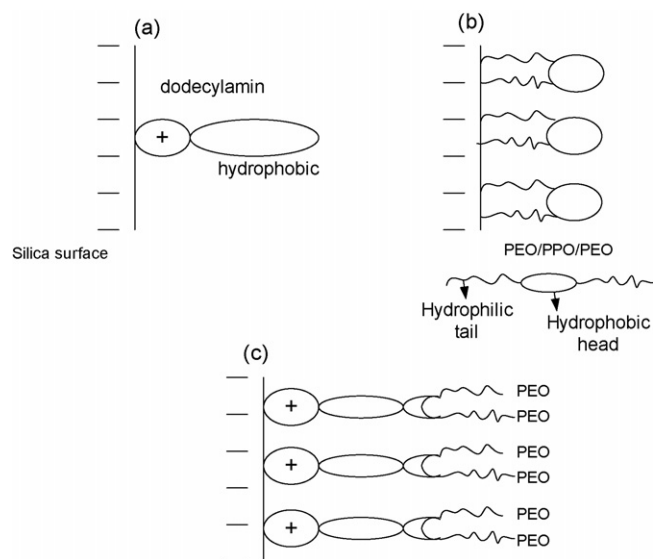 (a)
dodecylamin
+
hydrophobic
Silica surface
(b)
PEO/PPO/PEO
Hydrophilic
tail
Hydrophobic
head
(c)
+
PEO
PEO
+
PEO
PEO
+
PEO
PEO